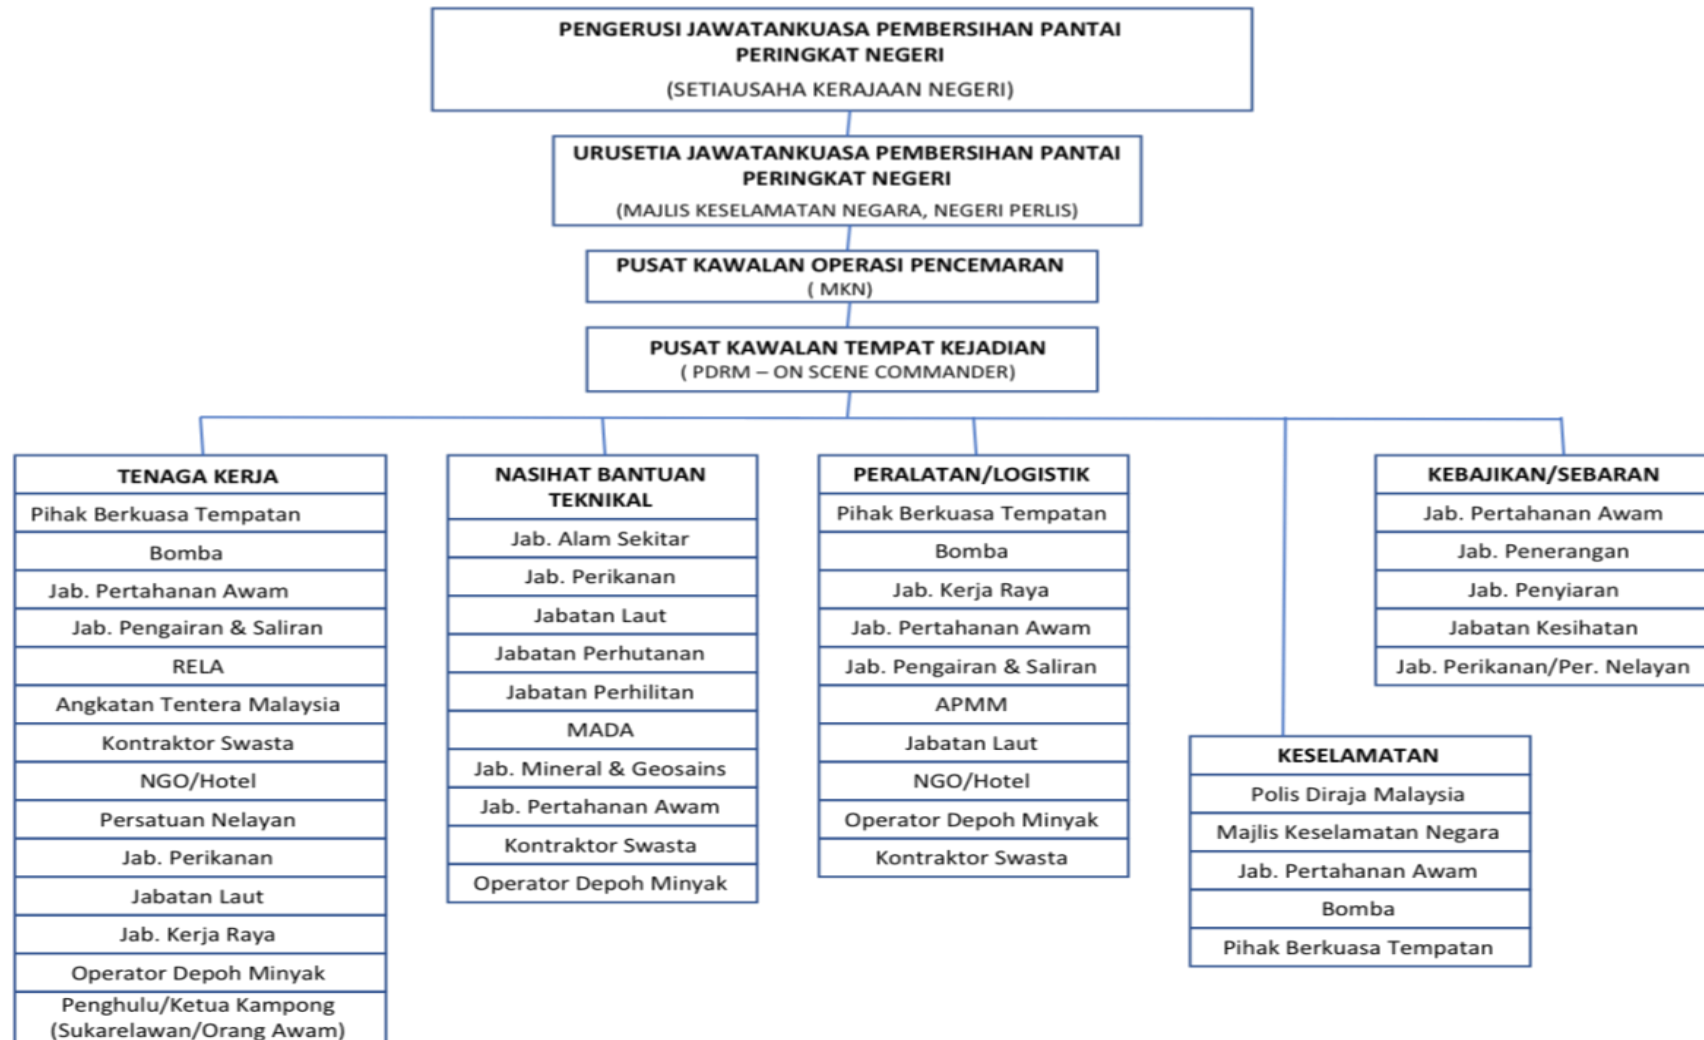 PENGERUSI JAWATANKUASA PEMBERSIHAN PANTAI
PERINGKAT NEGERI
(SETIAUSAHA KERAJAAN NEGERI)
URUSETIA JAWATANKUASA PEMBERSIHAN PANTAI
PERINGKAT NEGERI
(MAJLIS KESELAMATAN NEGARA, NEGERI PERLIS)
PUSAT KAWALAN OPERASI PENCEMARAN
( MKN)
PUSAT KAWALAN TEMPAT KEJADIAN
( PDRM – ON SCENE COMMANDER)
TENAGA KERJA
Pihak Berkuasa Tempatan
Bomba
Jab. Pertahanan Awam
Jab. Pengairan & Saliran
RELA
Angkatan Tentera Malaysia
Kontraktor Swasta
NGO/Hotel
Persatuan Nelayan
Jab. Perikanan
Jabatan Laut
Jab. Kerja Raya
Operator Depoh Minyak
Penghulu/Ketua Kampong
(Sukarelawan/Orang Awam)
NASIHAT BANTUAN
TEKNIKAL
Jab. Alam Sekitar
Jab. Perikanan
Jabatan Laut
Jabatan Perhutanan
Jabatan Perhilitan
MADA
Jab. Mineral & Geosains
Jab. Pertahanan Awam
Kontraktor Swasta
Operator Depoh Minyak
PERALATAN/LOGISTIK
Pihak Berkuasa Tempatan
Bomba
Jab. Kerja Raya
Jab. Pertahanan Awam
Jab. Pengairan & Saliran
APMM
Jabatan Laut
NGO/Hotel
Operator Depoh Minyak
Kontraktor Swasta
KESELAMATAN
Polis Diraja Malaysia
Majlis Keselamatan Negara
Jab. Pertahanan Awam
Bomba
Pihak Berkuasa Tempatan
KEBAJIKAN/SEBARAN
Jab. Pertahanan Awam
Jab. Penerangan
Jab. Penyiaran
Jabatan Kesihatan
Jab. Perikanan/Per. Nelayan